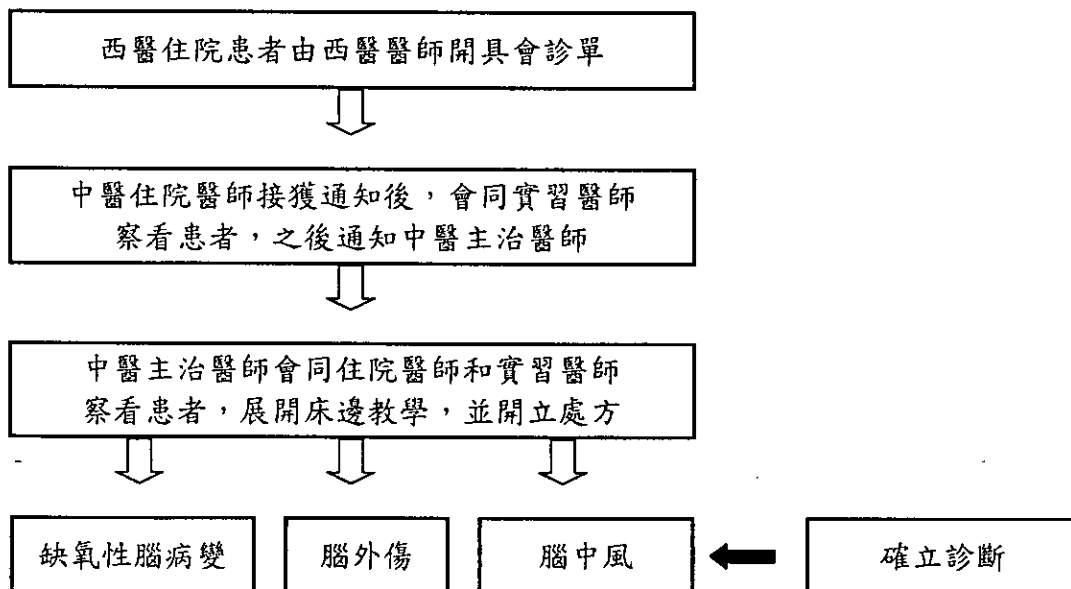 西醫住院患者由西醫醫師開具會診單
中醫住院醫師接獲通知後，會同實習醫師
察看患者，之後通知中醫主治醫師
中醫主治醫師會同住院醫師和實習醫師
察看患者，展開床邊教學，並開立處方
缺氧性腦病變
腦外傷
腦中風
確立診斷